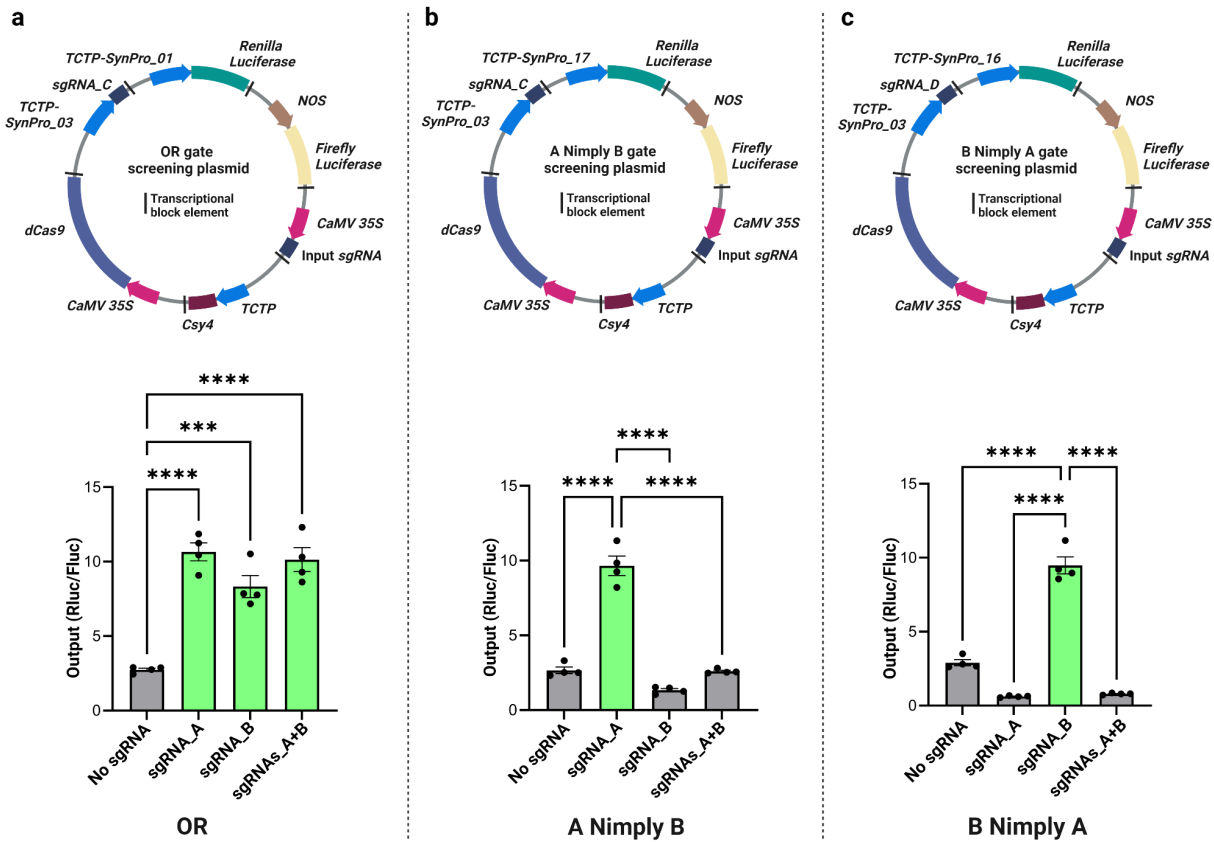 a
TCTP-SynPro_01
Renilla
Luciferase
sgRNA_C
TCTP-
SynPro_03
NOS
OR gate
screening plasmid
Firefly
Luciferase
Transcriptional
block element
dCas9
CaMV 35S
Input sgRNA
CaMV 35S
Csy4
TCTP
****
***
****
15
10
5
0
Output (Rluc/Fluc)
No sgRNA
sgRNA_A
sgRNA_B
sgRNAs_A+B
OR
b
TCTP-SynPro_17
Renilla
Luciferase
sgRNA_C
TCTP-
SynPro_03
NOS
A Nimply B gate
screening plasmid
Firefly
Luciferase
Transcriptional
block element
dCas9
CaMV 35S
Input sgRNA
CaMV 35S
Csy4
TCTP
****
****
****
15
10
5
0
Output (Rluc/Fluc)
No sgRNA
sgRNA_A
sgRNA_B
sgRNAs_A+B
A Nimply B
c
TCTP-SynPro_16
Renilla
Luciferase
sgRNA_D
TCTP-
SynPro_03
NOS
B Nimply A gate
screening plasmid
Firefly
Luciferase
Transcriptional
block element
dCas9
CaMV 35S
Input sgRNA
CaMV 35S
Csy4
TCTP
****
****
****
15
10
5
0
Output (Rluc/Fluc)
No sgRNA
sgRNA_A
sgRNA_B
sgRNAs_A+B
B Nimply A